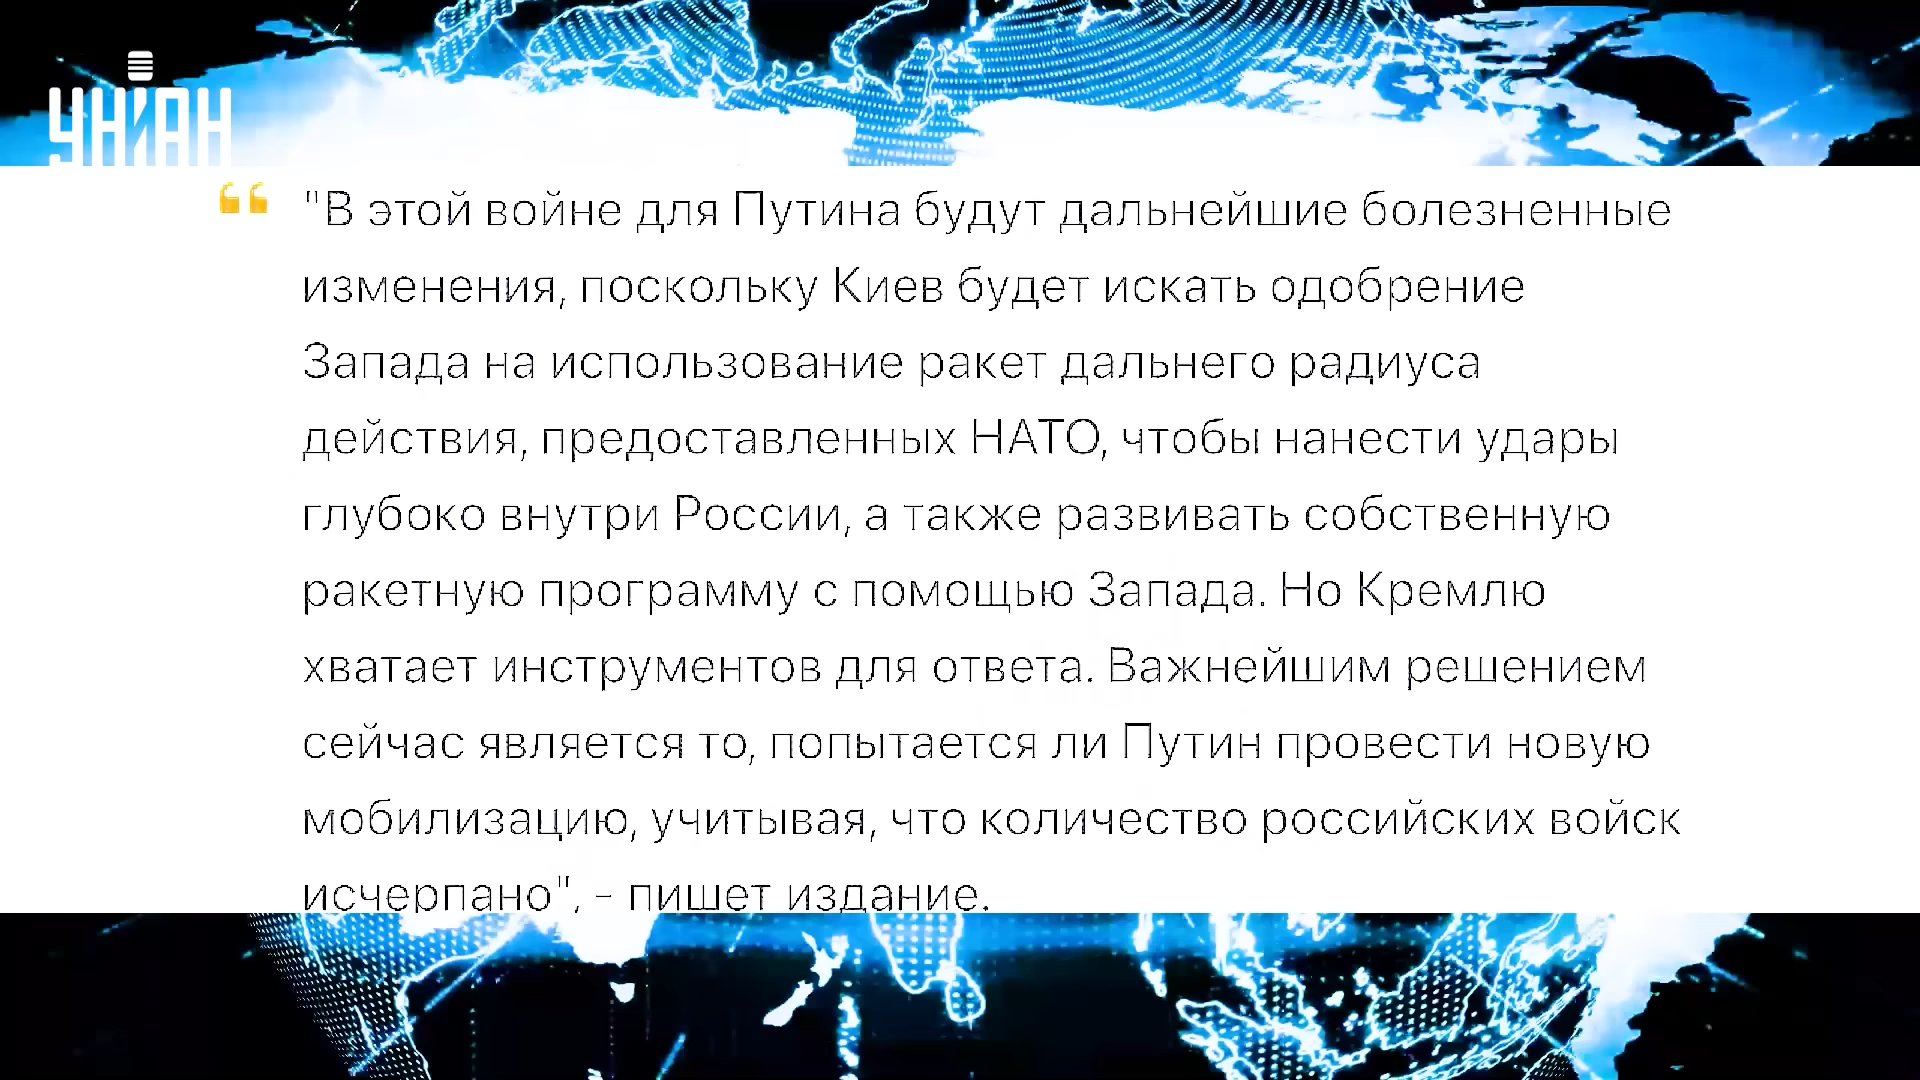 УНИАН
"В этой войне для Путина будут дальнейшие болезненные
изменения, поскольку Киев будет искать одобрение
Запада на использование ракет дальнего радиуса
действия, предоставленных НАТО, чтобы нанести удары
глубоко внутри России, а также развивать собственную
ракетную программу с помощью Запада. Но Кремлю
хватает инструментов для ответа. Важнейшим решением
сейчас является то, попытается ли Путин провести новую
мобилизацию, учитывая, что количество российских войск
исчерпано", - пишет издание.